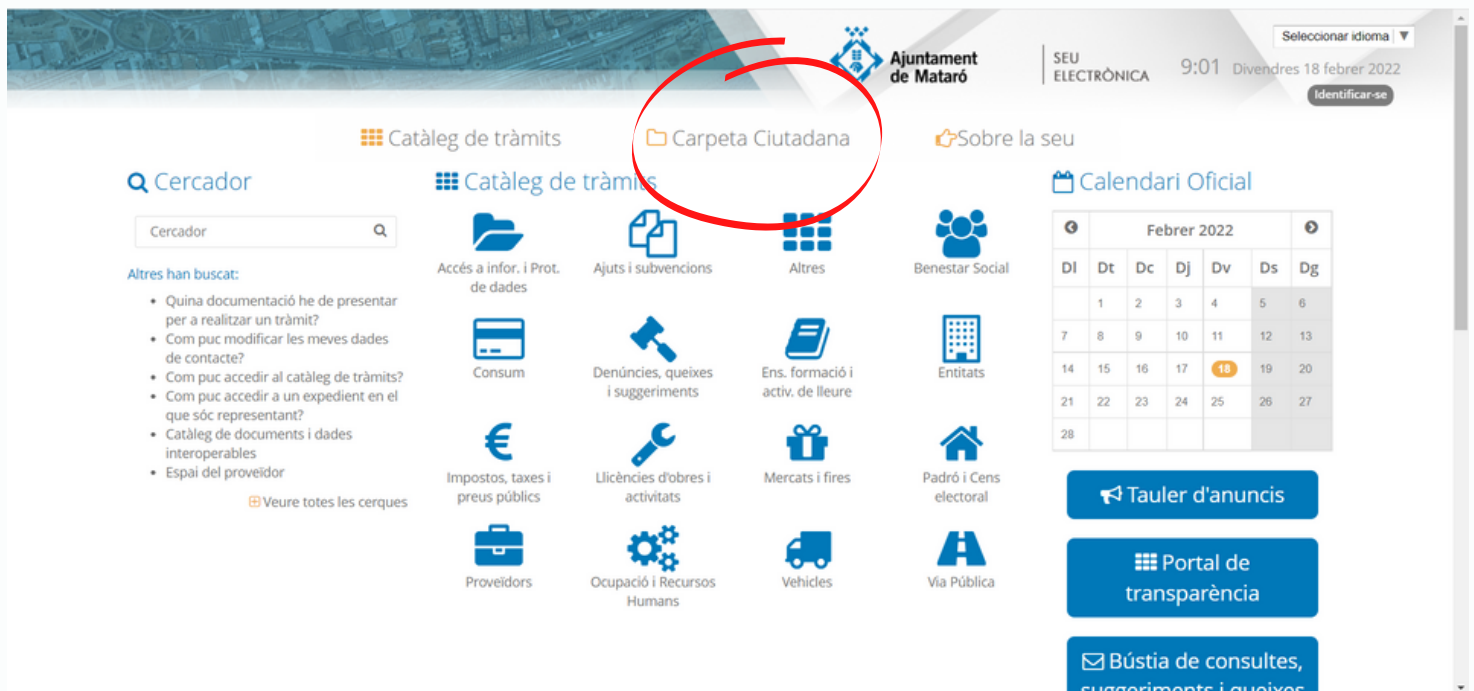 Seleccionar idioma ▼
Ajuntament
de Mataró
SEU
ELECTRÒNICA
9:01 Divendres 18 febrer 2022
Identificar-se
Catàleg de tràmits
Carpeta Ciutadana
Sobre la seu
Cercador
Cercador
Altres han buscat:
• Quina documentació he de presentar
per a realitzar un tràmit?
• Com puc modificar les meves dades
de contacte?
• Com puc accedir al catàleg de tràmits?
• Com puc accedir a un expedient en el
que sóc representant?
• Catàleg de documents i dades
interoperables
• Espai del proveïdor
Veure totes les cerques
Catàleg de tràmits
Accés a infor. i Prot.
de dades
Ajuts i subvencions
Altres
Benestar Social
Consum
Denúncies, queixes
i suggeriments
Ens. formació i
activ. de lleure
Entitats
Impostos, taxes i
preus públics
Llicències d'obres i
activitats
Mercats i fires
Padró i Cens
electoral
Proveïdors
Ocupació i Recursos
Humans
Vehicles
Via Pública
Calendari Oficial
Febrer 2022
Dl Dt Dc Dj Dv Ds Dg
1 2 3 4 5 6
7 8 9 10 11 12 13
14 15 16 17 18 19 20
21 22 23 24 25 26 27
28
Tauler d'anuncis
Portal de
transparència
Bústia de consultes,
suggeriments i queixes